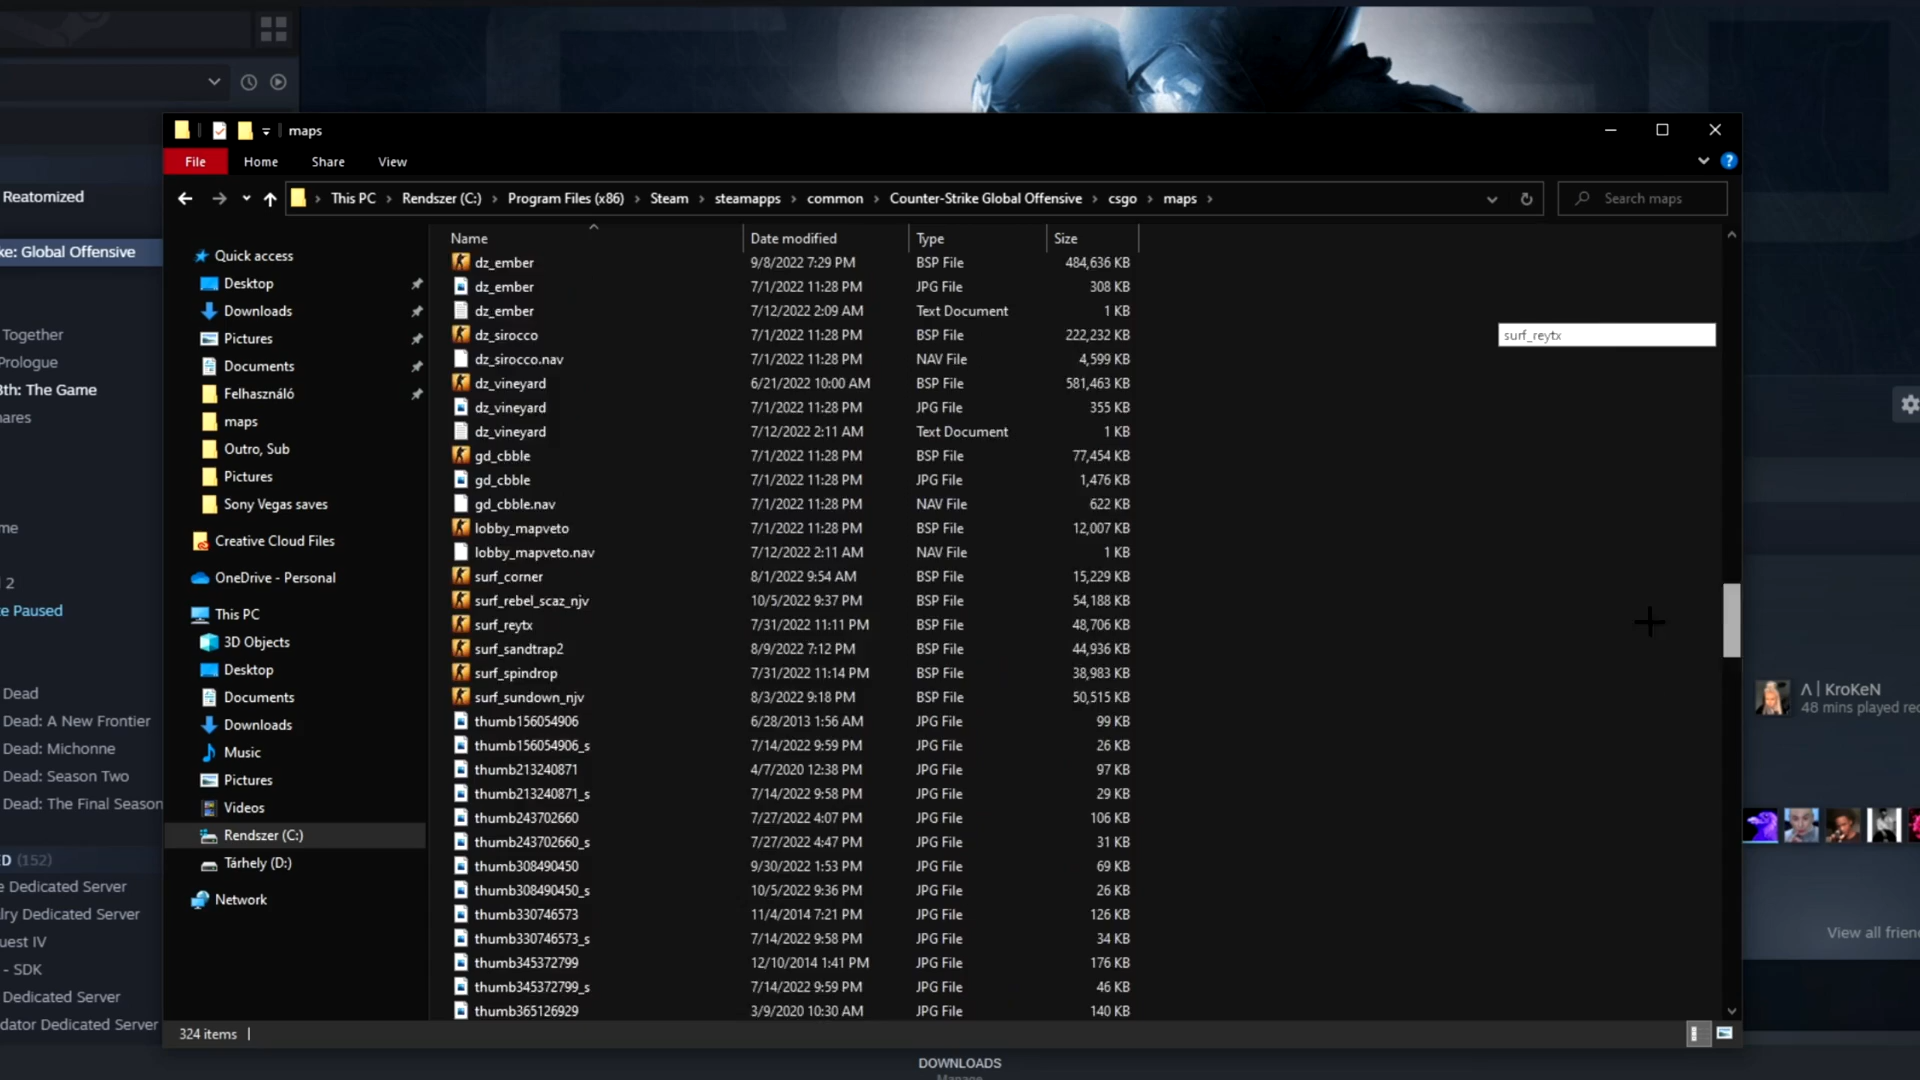 maps
File Home Share View
This PC Rendszer (C:) Program Files (x86) Steam steamapps common Counter-Strike Global Offensive csgo maps
Search maps
Reatomized
ke: Global Offensive
Together
Prologue
8th: The Game
ares
me
l 2
te Paused
Dead
Dead: A New Frontier
Dead: Michonne
Dead: Season Two
Dead: The Final Season
ED (152)
e Dedicated Server
lry Dedicated Server
uest IV
- SDK
Dedicated Server
dator Dedicated Server
Quick access
Desktop
Downloads
Pictures
Documents
Felhasználó
maps
Outro, Sub
Pictures
Sony Vegas saves
Creative Cloud Files
OneDrive - Personal
This PC
3D Objects
Desktop
Documents
Downloads
Music
Pictures
Videos
Rendszer (C:)
Tárhely (D:)
Network
Name Date modified Type Size
dz_ember 9/8/2022 7:29 PM BSP File 484,636 KB
dz_ember 7/1/2022 11:28 PM JPG File 308 KB
dz_ember 7/12/2022 2:09 AM Text Document 1 KB
dz_sirocco 7/1/2022 11:28 PM BSP File 222,232 KB
dz_sirocco.nav 7/1/2022 11:28 PM NAV File 4,599 KB
dz_vineyard 6/21/2022 10:00 AM BSP File 581,463 KB
dz_vineyard 7/1/2022 11:28 PM JPG File 355 KB
dz_vineyard 7/12/2022 2:11 AM Text Document 1 KB
gd_cbble 7/1/2022 11:28 PM BSP File 77,454 KB
gd_cbble 7/1/2022 11:28 PM JPG File 1,476 KB
gd_cbble.nav 7/1/2022 11:28 PM NAV File 622 KB
lobby_mapveto 7/1/2022 11:28 PM BSP File 12,007 KB
lobby_mapveto.nav 7/12/2022 2:11 AM NAV File 1 KB
surf_corner 8/1/2022 9:54 AM BSP File 15,229 KB
surf_rebel_scaz_njv 10/5/2022 9:37 PM BSP File 54,188 KB
surf_reytx 7/31/2022 11:11 PM BSP File 48,706 KB
surf_sandtrap2 8/9/2022 7:12 PM BSP File 44,936 KB
surf_spindrop 7/31/2022 11:14 PM BSP File 38,983 KB
surf_sundown_njv 8/3/2022 9:18 PM BSP File 50,515 KB
thumb156054906 6/28/2013 1:56 AM JPG File 99 KB
thumb156054906_s 7/14/2022 9:59 PM JPG File 26 KB
thumb213240871 4/7/2020 12:38 PM JPG File 97 KB
thumb213240871_s 7/14/2022 9:58 PM JPG File 29 KB
thumb243702660 7/27/2022 4:07 PM JPG File 106 KB
thumb243702660_s 7/27/2022 4:47 PM JPG File 31 KB
thumb308490450 9/30/2022 1:53 PM JPG File 69 KB
thumb308490450_s 10/5/2022 9:36 PM JPG File 26 KB
thumb330746573 11/4/2014 7:21 PM JPG File 126 KB
thumb330746573_s 7/14/2022 9:58 PM JPG File 34 KB
thumb345372799 12/10/2014 1:41 PM JPG File 176 KB
thumb345372799_s 7/14/2022 9:59 PM JPG File 46 KB
thumb365126929 3/9/2020 10:30 AM JPG File 140 KB
surf_reytx
324 items
Λ | KroKeN
48 mins played rec
View all frien
DOWNLOADS
Manage